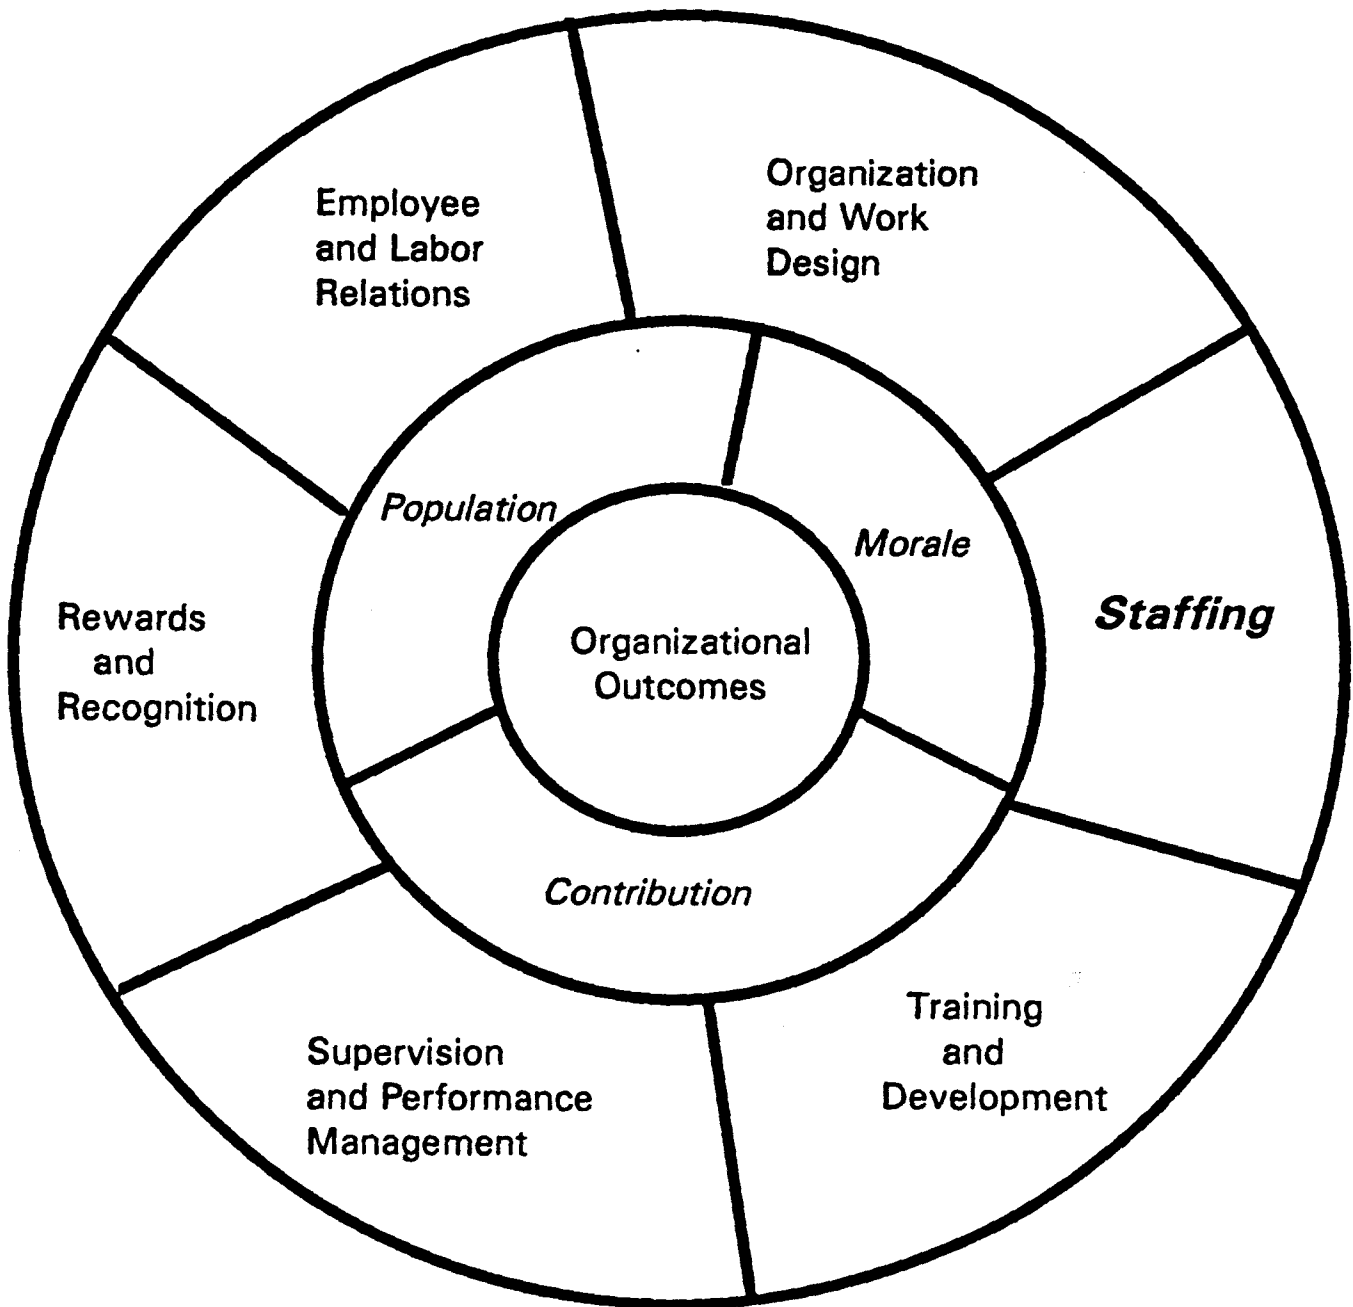 Employee
and Labor
Relations
Organization
and Work
Design
Population
Morale
Staffing
Rewards
and
Recognition
Organizational
Outcomes
Contribution
Supervision
and Performance
Management
Training
and
Development